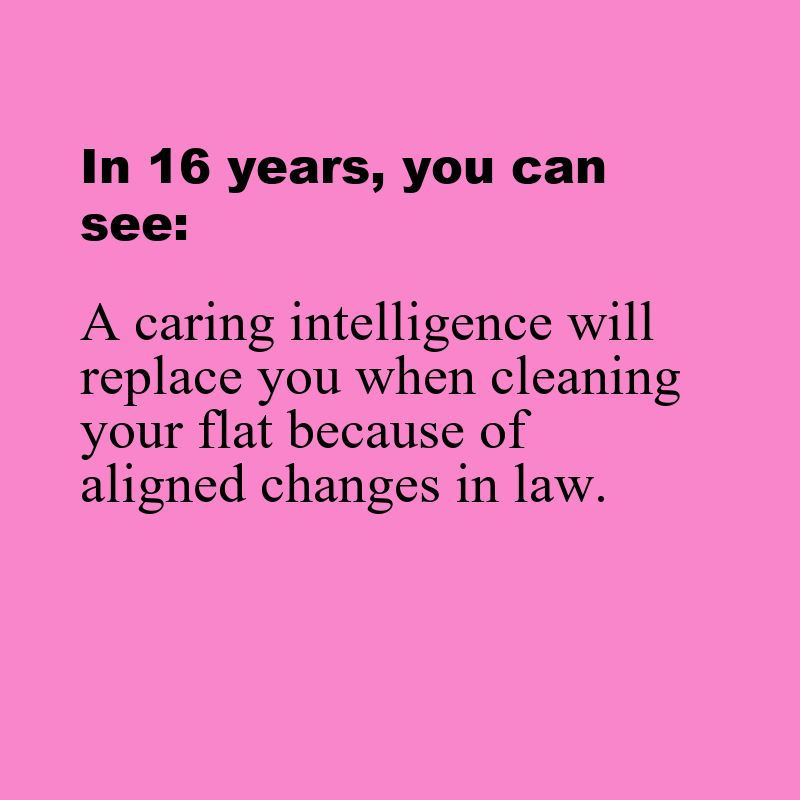 In 16 years, you can
see:
A caring intelligence will
replace you when cleaning
your flat because of
aligned changes in law.